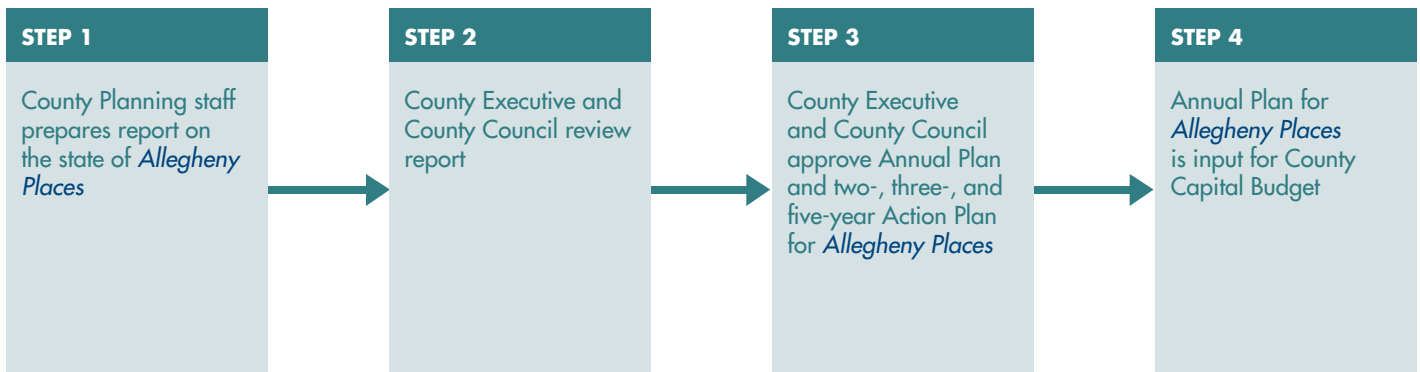 STEP 1
County Planning staff
prepares report on
the state of Allegheny
Places
STEP 2
County Executive and
County Council review
report
STEP 3
County Executive
and County Council
approve Annual Plan
and two-, three-, and
five-year Action Plan
for Allegheny Places
STEP 4
Annual Plan for
Allegheny Places
is input for County
Capital Budget